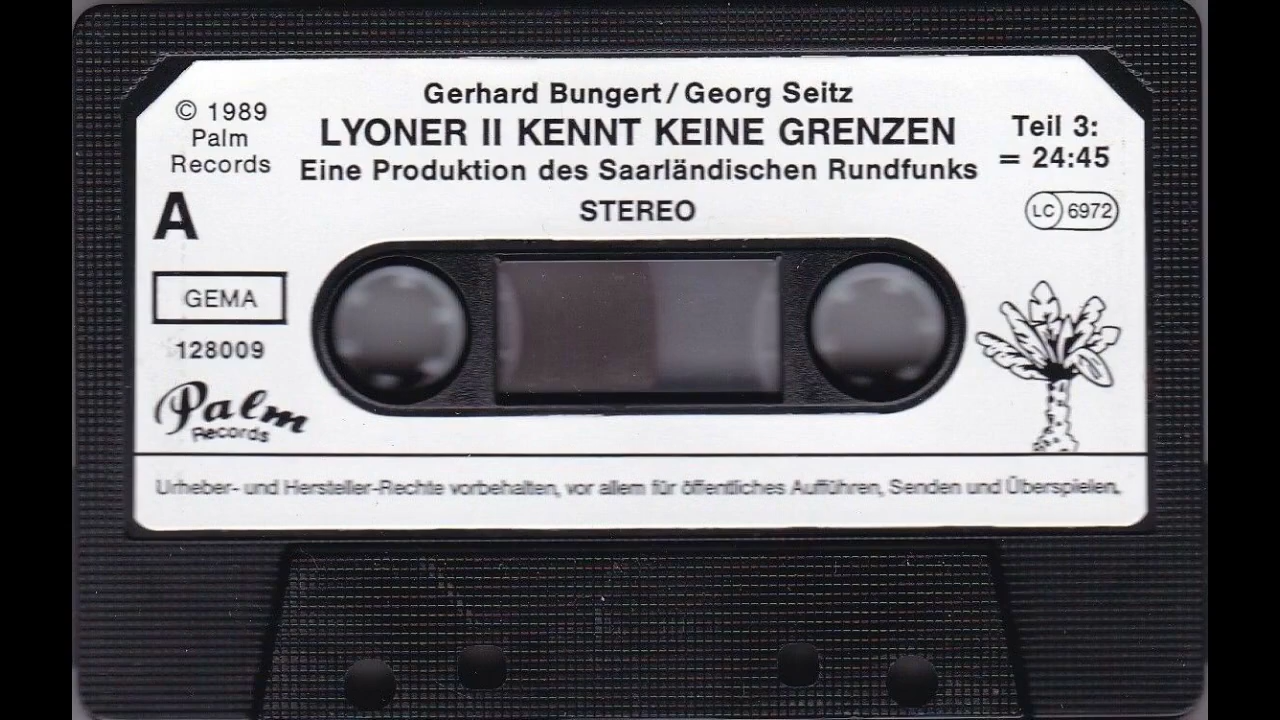 Gerhard Bungert/Georg Seitz
LYONER II KENNT KEINE GRENZEN
Eine Produktion des Saarländischen Rundfunks
STEREO
© 1989
Palm
Records
A
GEMA
128009
Palm
Records
Teil 3:
= 24:45
LC 6972
Urheber- und Hersteller-Rechte vorbehalten, vor allem für öffentliches Aufführen, Senden und Überspielen.